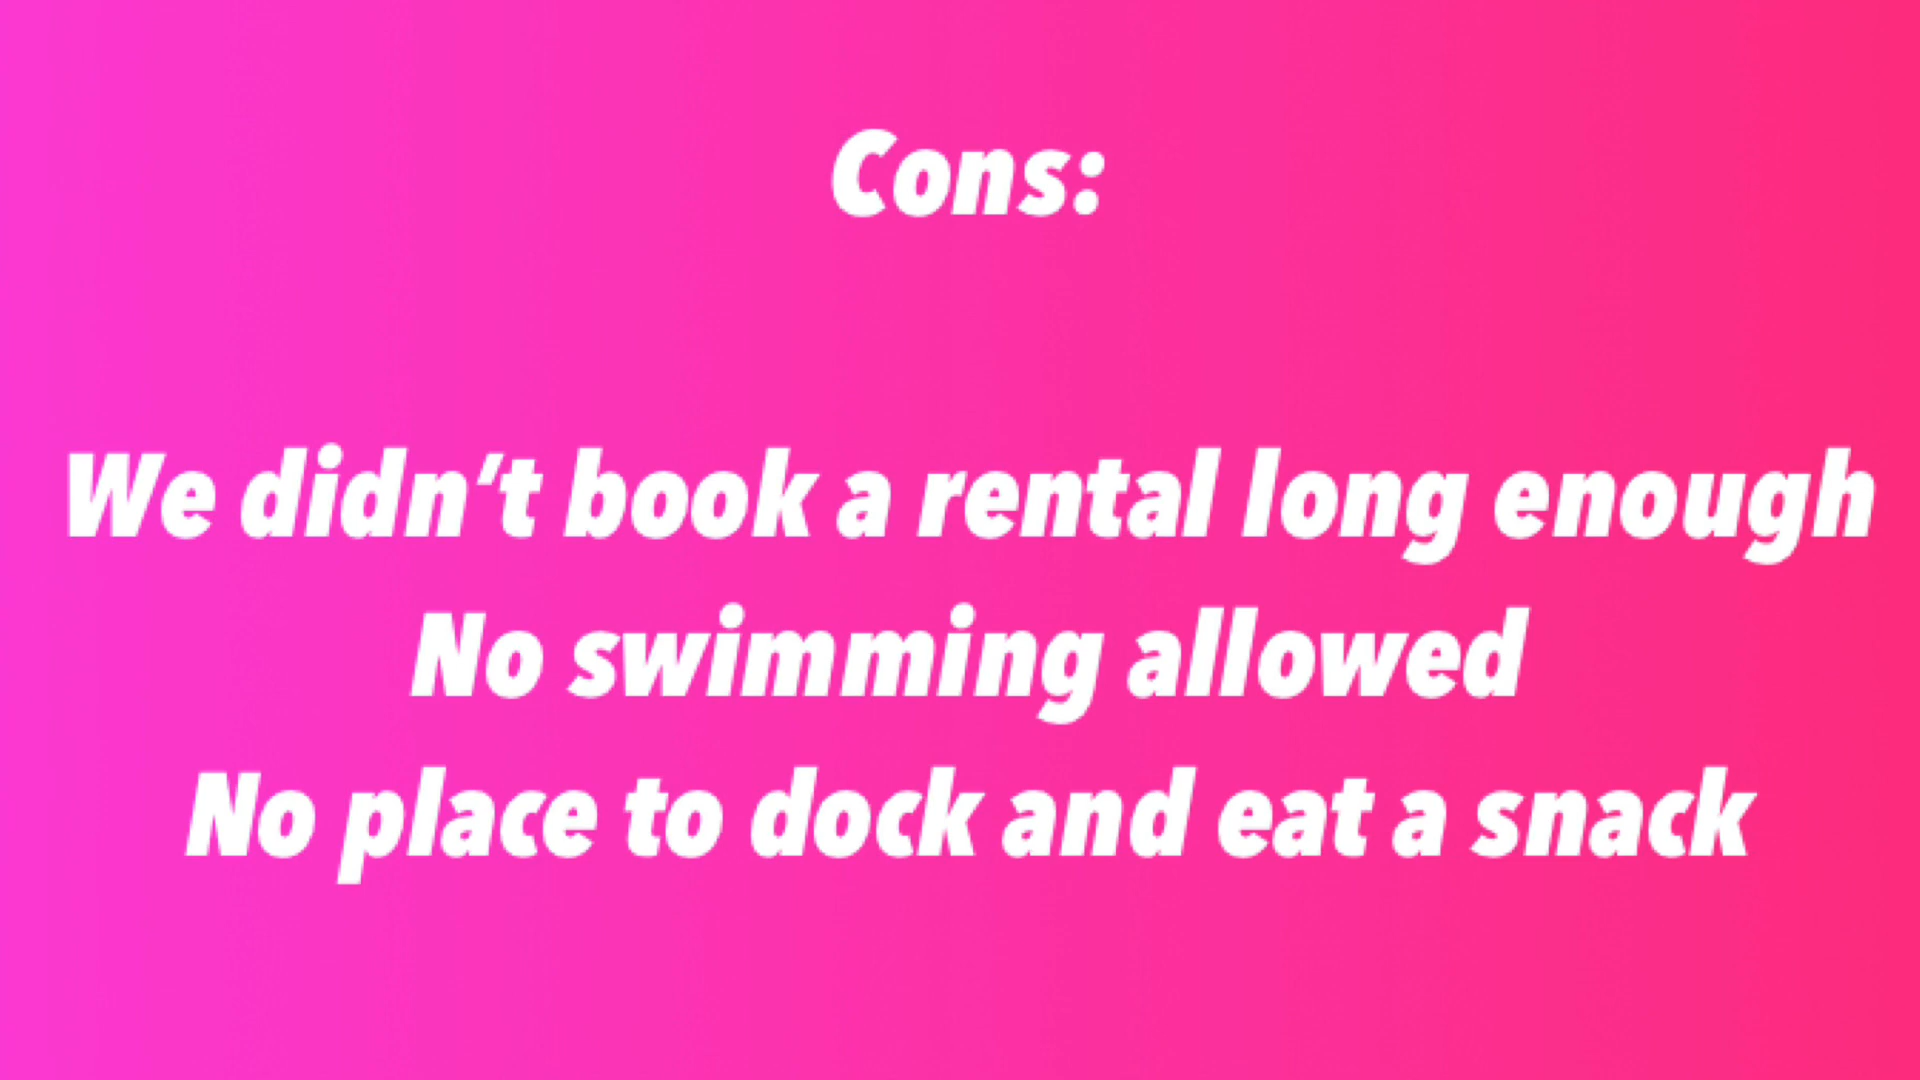 Cons:
We didn’t book a rental long enough
No swimming allowed
No place to dock and eat a snack